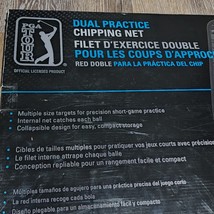 PGA
TOUR
OFFICIAL LICENSED PRODUCT
DUAL PRACTICE
CHIPPING NET
FILET D'EXERCICE DOUBLE
POUR LES COUPS D'APPROC
RED DOBLE PARA LA PRÁCTICA DEL CHIP
• Multiple size targets for precision short-game practice
• Internal net catches each ball
• Collapsible design for easy, compact storage
• Cibles de tailles multiples pour pratiquer vos jeux courts avec précision
• Le filet interne attrape chaque balle
• Conception repliable pour un rangement facile et compact
• Múltiples tamaños de agujero para una práctica precisa del juego corto
• La red interna recoge cada bola
• Diseño plegable para un almacenamiento fácil y compacto